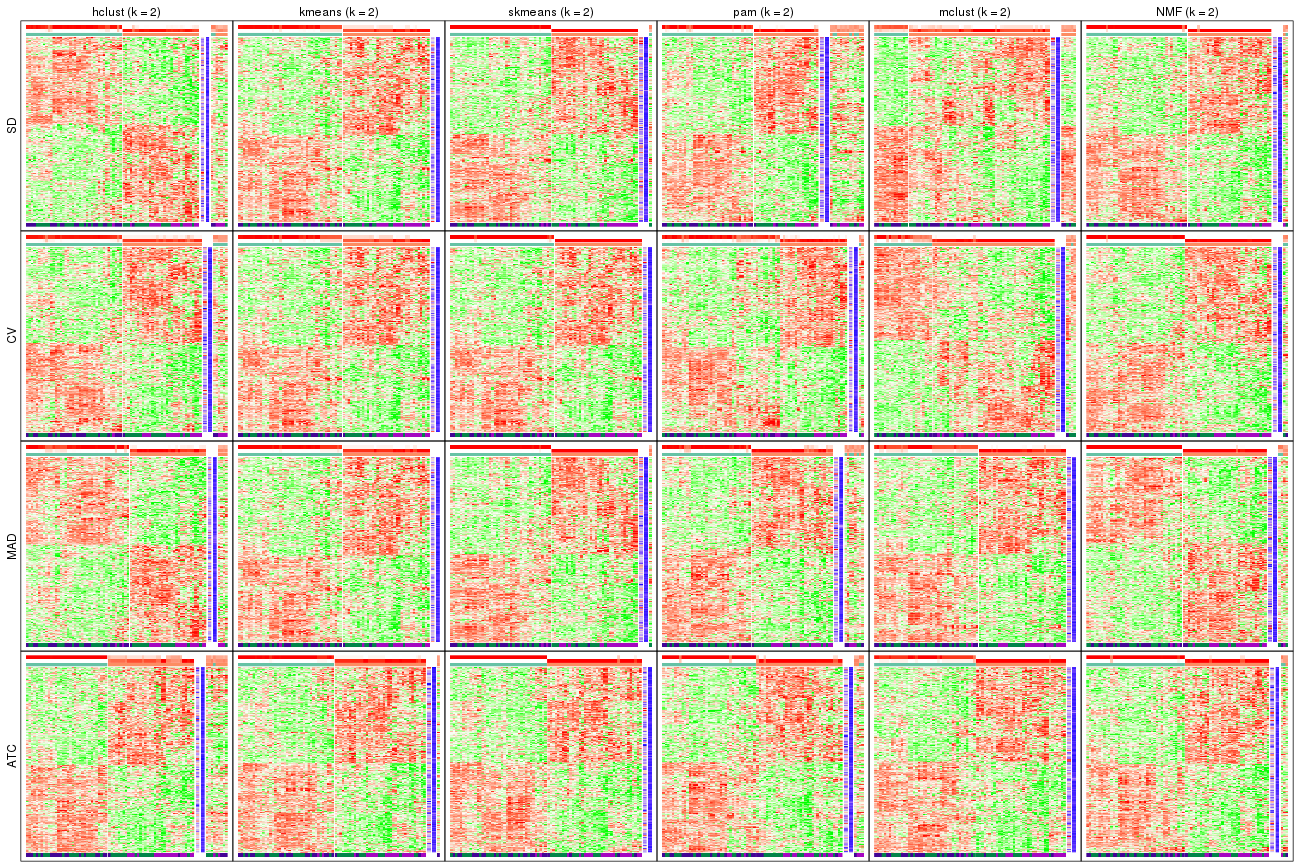 hclust (k = 2)
kmeans (k = 2)
skmeans (k = 2)
pam (k = 2)
mclust (k = 2)
NMF (k = 2)
SD
CV
MAD
ATC